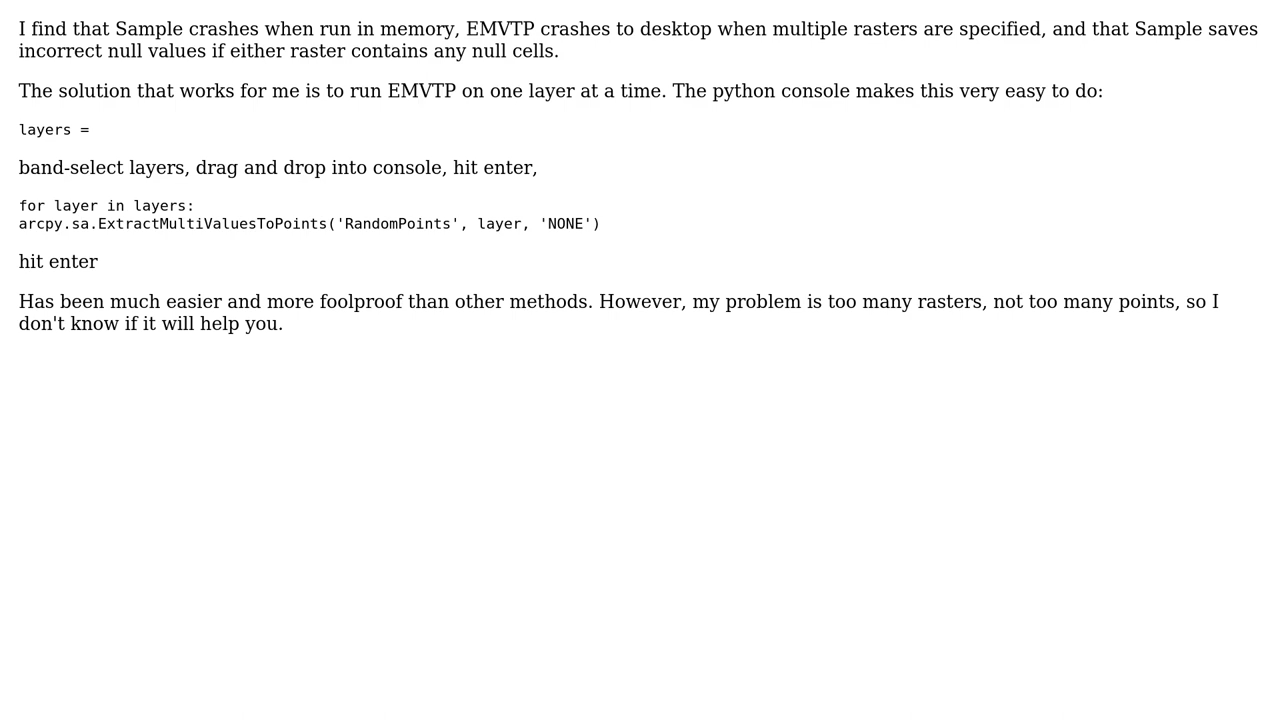 I find that Sample crashes when run in memory, EMVTP crashes to desktop when multiple rasters are specified, and that Sample saves
incorrect null values if either raster contains any null cells.
The solution that works for me is to run EMVTP on one layer at a time. The python console makes this very easy to do:
layers =
band-select layers, drag and drop into console, hit enter,
for layer in layers:
arcpy.sa.ExtractMultiValuesToPoints('RandomPoints', layer, 'NONE')
hit enter
Has been much easier and more foolproof than other methods. However, my problem is too many rasters, not too many points, so I
don't know if it will help you.